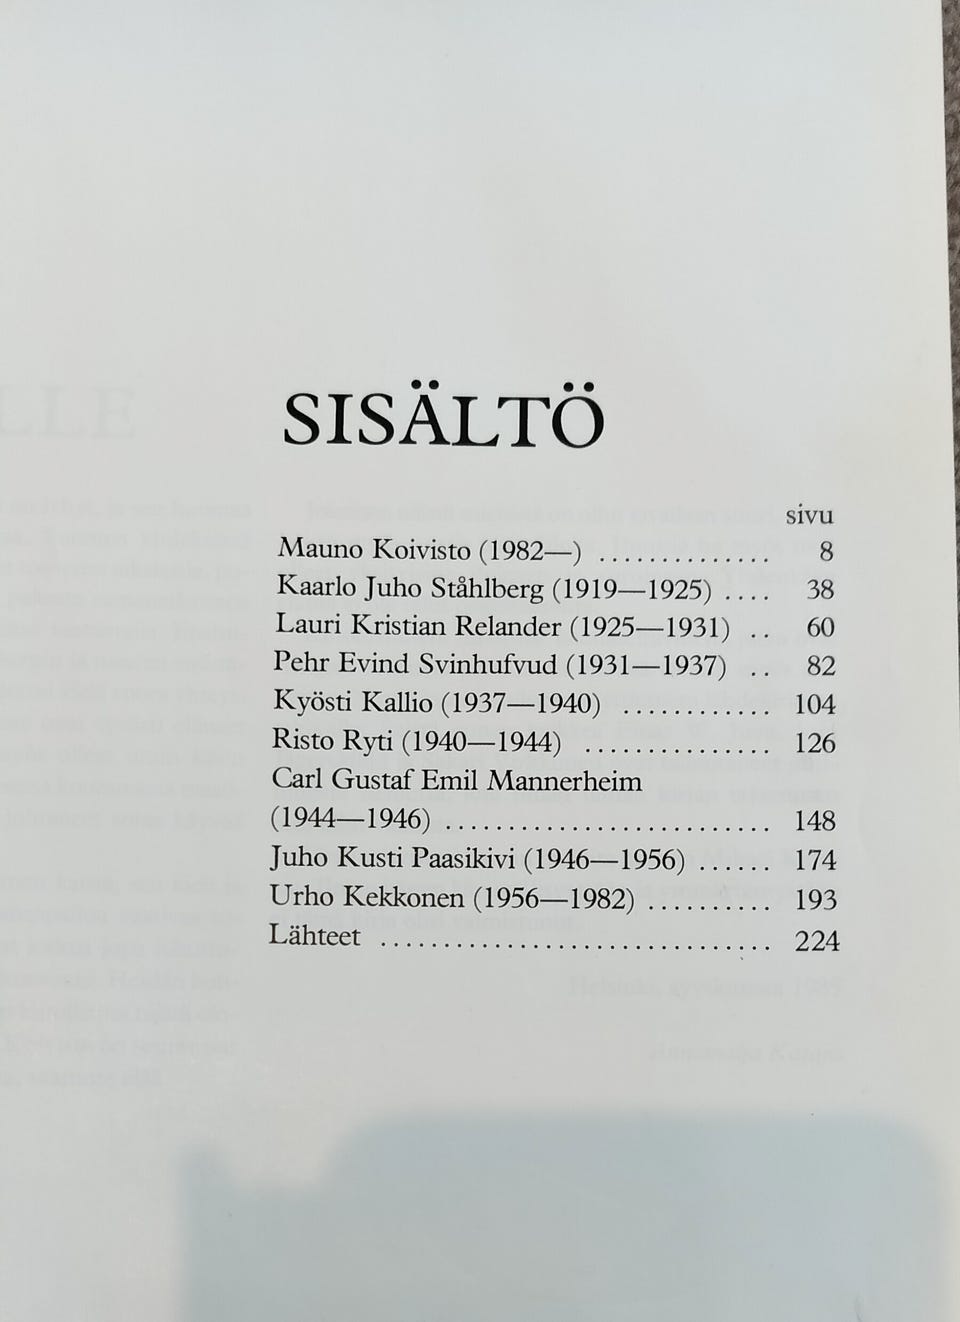 SISÄLTÖ
sivu
Mauno Koivisto (1982—) .............. 8
Kaarlo Juho Ståhlberg (1919—1925) .... 38
Lauri Kristian Relander (1925—1931) .. 60
Pehr Evind Svinhufvud (1931—1937) .. 82
Kyösti Kallio (1937—1940) ............ 104
Risto Ryti (1940—1944) ............... 126
Carl Gustaf Emil Mannerheim
(1944—1946) .......................... 148
Juho Kusti Paasikivi (1946—1956) ...... 174
Urho Kekkonen (1956—1982) .......... 193
Lähteet ............................... 224